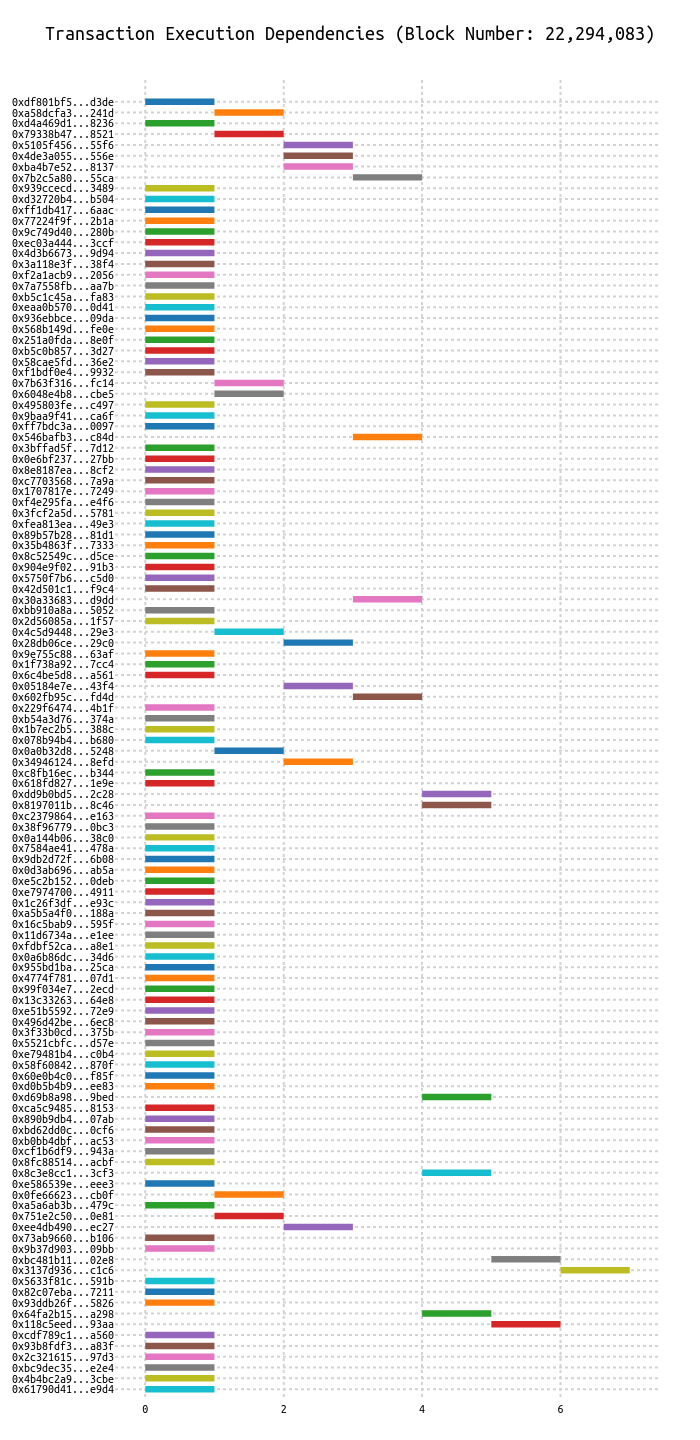 Transaction Execution Dependencies (Block Number: 22,294,083)
0xdf801bf5...d3de
0xa58dcfa3...241d
0xd4a469d1...8236
0x79338b47...8521
0x5105f456...55f6
0x4de3a055...556e
0xba4b7e52...8137
0x7b2c5a80...55ca
0x939ccecd...3489
0xd32720b4...b504
0xff1db417...6aac
0x77224f9f...2b1a
0x9c749d40...280b
0xec03a444...3ccf
0x4d3b6673...9d94
0x3a118e3f...38f4
0xf2a1acb9...2056
0x7a7558fb...aa7b
0xb5c1c45a...fa83
0xeaa0b570...0d41
0x936ebbce...09da
0x568b149d...fe0e
0x251a0fda...8e0f
0xb5c0b857...3d27
0x58cae5fd...36e2
0xf1bdf0e4...9932
0x7b63f316...fc14
0x6048e4b8...cbe5
0x495803fe...c497
0x9baa9f41...ca6f
0xff7bdc3a...0097
0x546bafb3...c84d
0x3bffad5f...7d12
0x0e6bf237...27bb
0x8e8187ea...8cf2
0xc7703568...7a9a
0x1707817e...7249
0xf4e295fa...e4f6
0x3fcf2a5d...5781
0xfea813ea...49e3
0x89b57b28...81d1
0x35b4863f...7333
0x8c52549c...d5ce
0x904e9f02...91b3
0x5750f7b6...c5d0
0x42d501c1...f9c4
0x30a33683...d9dd
0xbb910a8a...5052
0x2d56085a...1f57
0x4c5d9448...29e3
0x28db06ce...29c0
0x9e755c88...63af
0x1f738a92...7cc4
0x6c4be5d8...a561
0x05184e7e...43f4
0x602fb95c...fd4d
0x229f6474...4b1f
0xb54a3d76...374a
0x1b7ec2b5...388c
0x078b94b4...b680
0x0a0b32d8...5248
0x34946124...8efd
0xc8fb16ec...b344
0x618fd827...1e9e
0xdd9b0bd5...2c28
0x8197011b...8c46
0xc2379864...e163
0x38f96779...0bc3
0x0a144b06...38c0
0x7584ae41...478a
0x9db2d72f...6b08
0x0d3ab696...ab5a
0xe5c2b152...0deb
0xe7974700...4911
0x1c26f3df...e93c
0xa5b5a4f0...188a
0x16c5bab9...595f
0x11d6734a...e1ee
0xfdbf52ca...a8e1
0x0a6b86dc...34d6
0x955bd1ba...25ca
0x4774f781...07d1
0x99f034e7...2ecd
0x13c33263...64e8
0xe51b5592...72e9
0x496d42be...6ec8
0x3f33b0cd...375b
0x5521cbfc...d57e
0xe79481b4...c0b4
0x58f60842...870f
0x60e0b4c0...f85f
0xd0b5b4b9...ee83
0xd69b8a98...9bed
0xca5c9485...8153
0x890b9db4...07ab
0xbd62dd0c...0cf6
0xb0bb4dbf...ac53
0xcf1b6df9...943a
0x8fc88514...acbf
0x8c3e8cc1...3cf3
0xe586539e...eee3
0x0fe66623...cb0f
0xa5a6ab3b...479c
0x751e2c50...0e81
0xee4db490...ec27
0x73ab9660...b106
0x9b37d903...09bb
0xbc481b11...02e8
0x3137d936...c1c6
0x5633f81c...591b
0x82c07eba...7211
0x93ddb26f...5826
0x64fa2b15...a298
0x118c5eed...93aa
0xcdf789c1...a560
0x93b8fdf3...a83f
0x2c321615...97d3
0xbc9dec35...e2e4
0x4b4bc2a9...3cbe
0x61790d41...e9d4
0 2 4 6